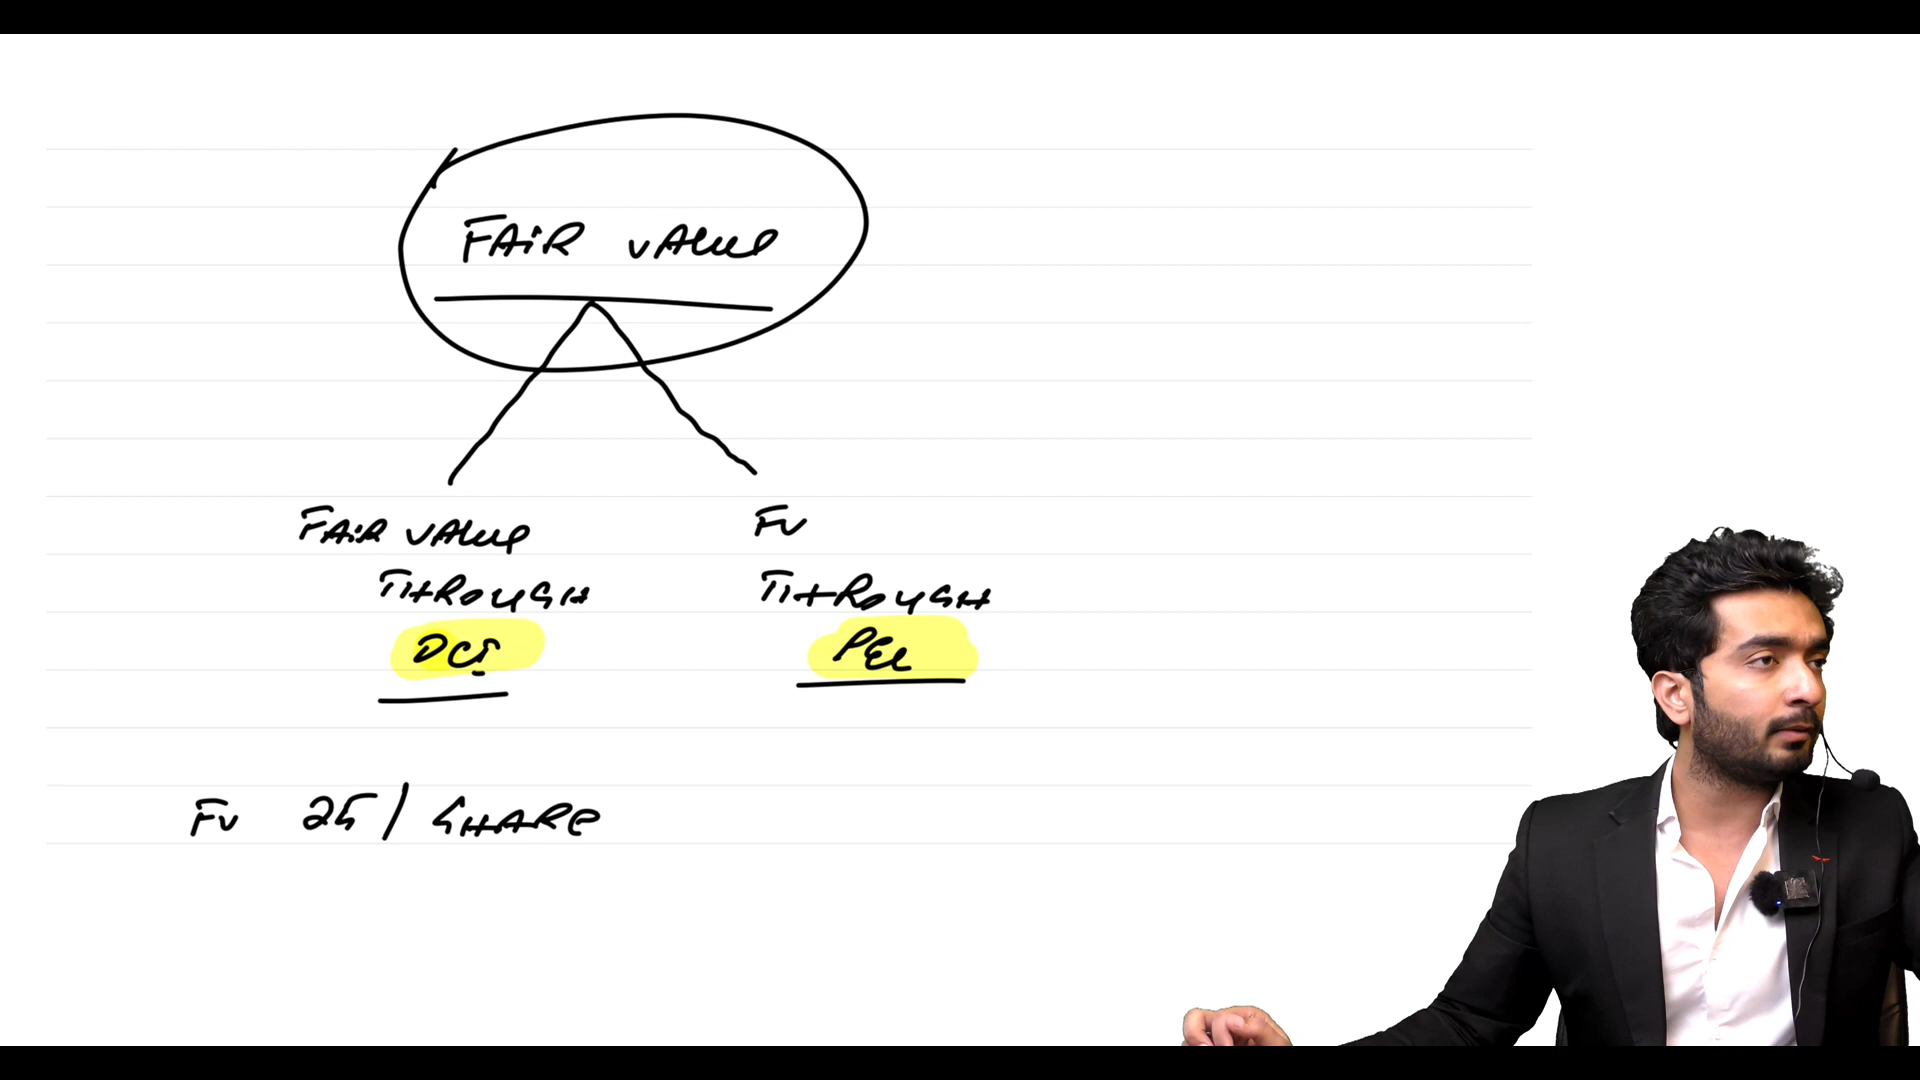 FAIR VALUE
FAIR VALUE
THROUGH
OCI
FV
THROUGH
P&L
FV 25 / SHARE